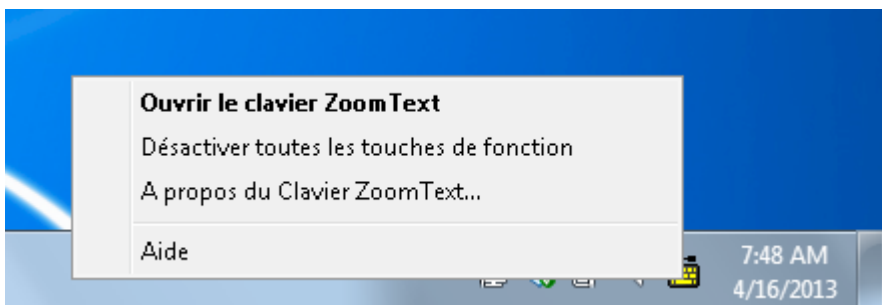 Ouvrir le clavier ZoomText
Désactiver toutes les touches de fonction
A propos du Clavier ZoomText...
Aide
7:48 AM
4/16/2013